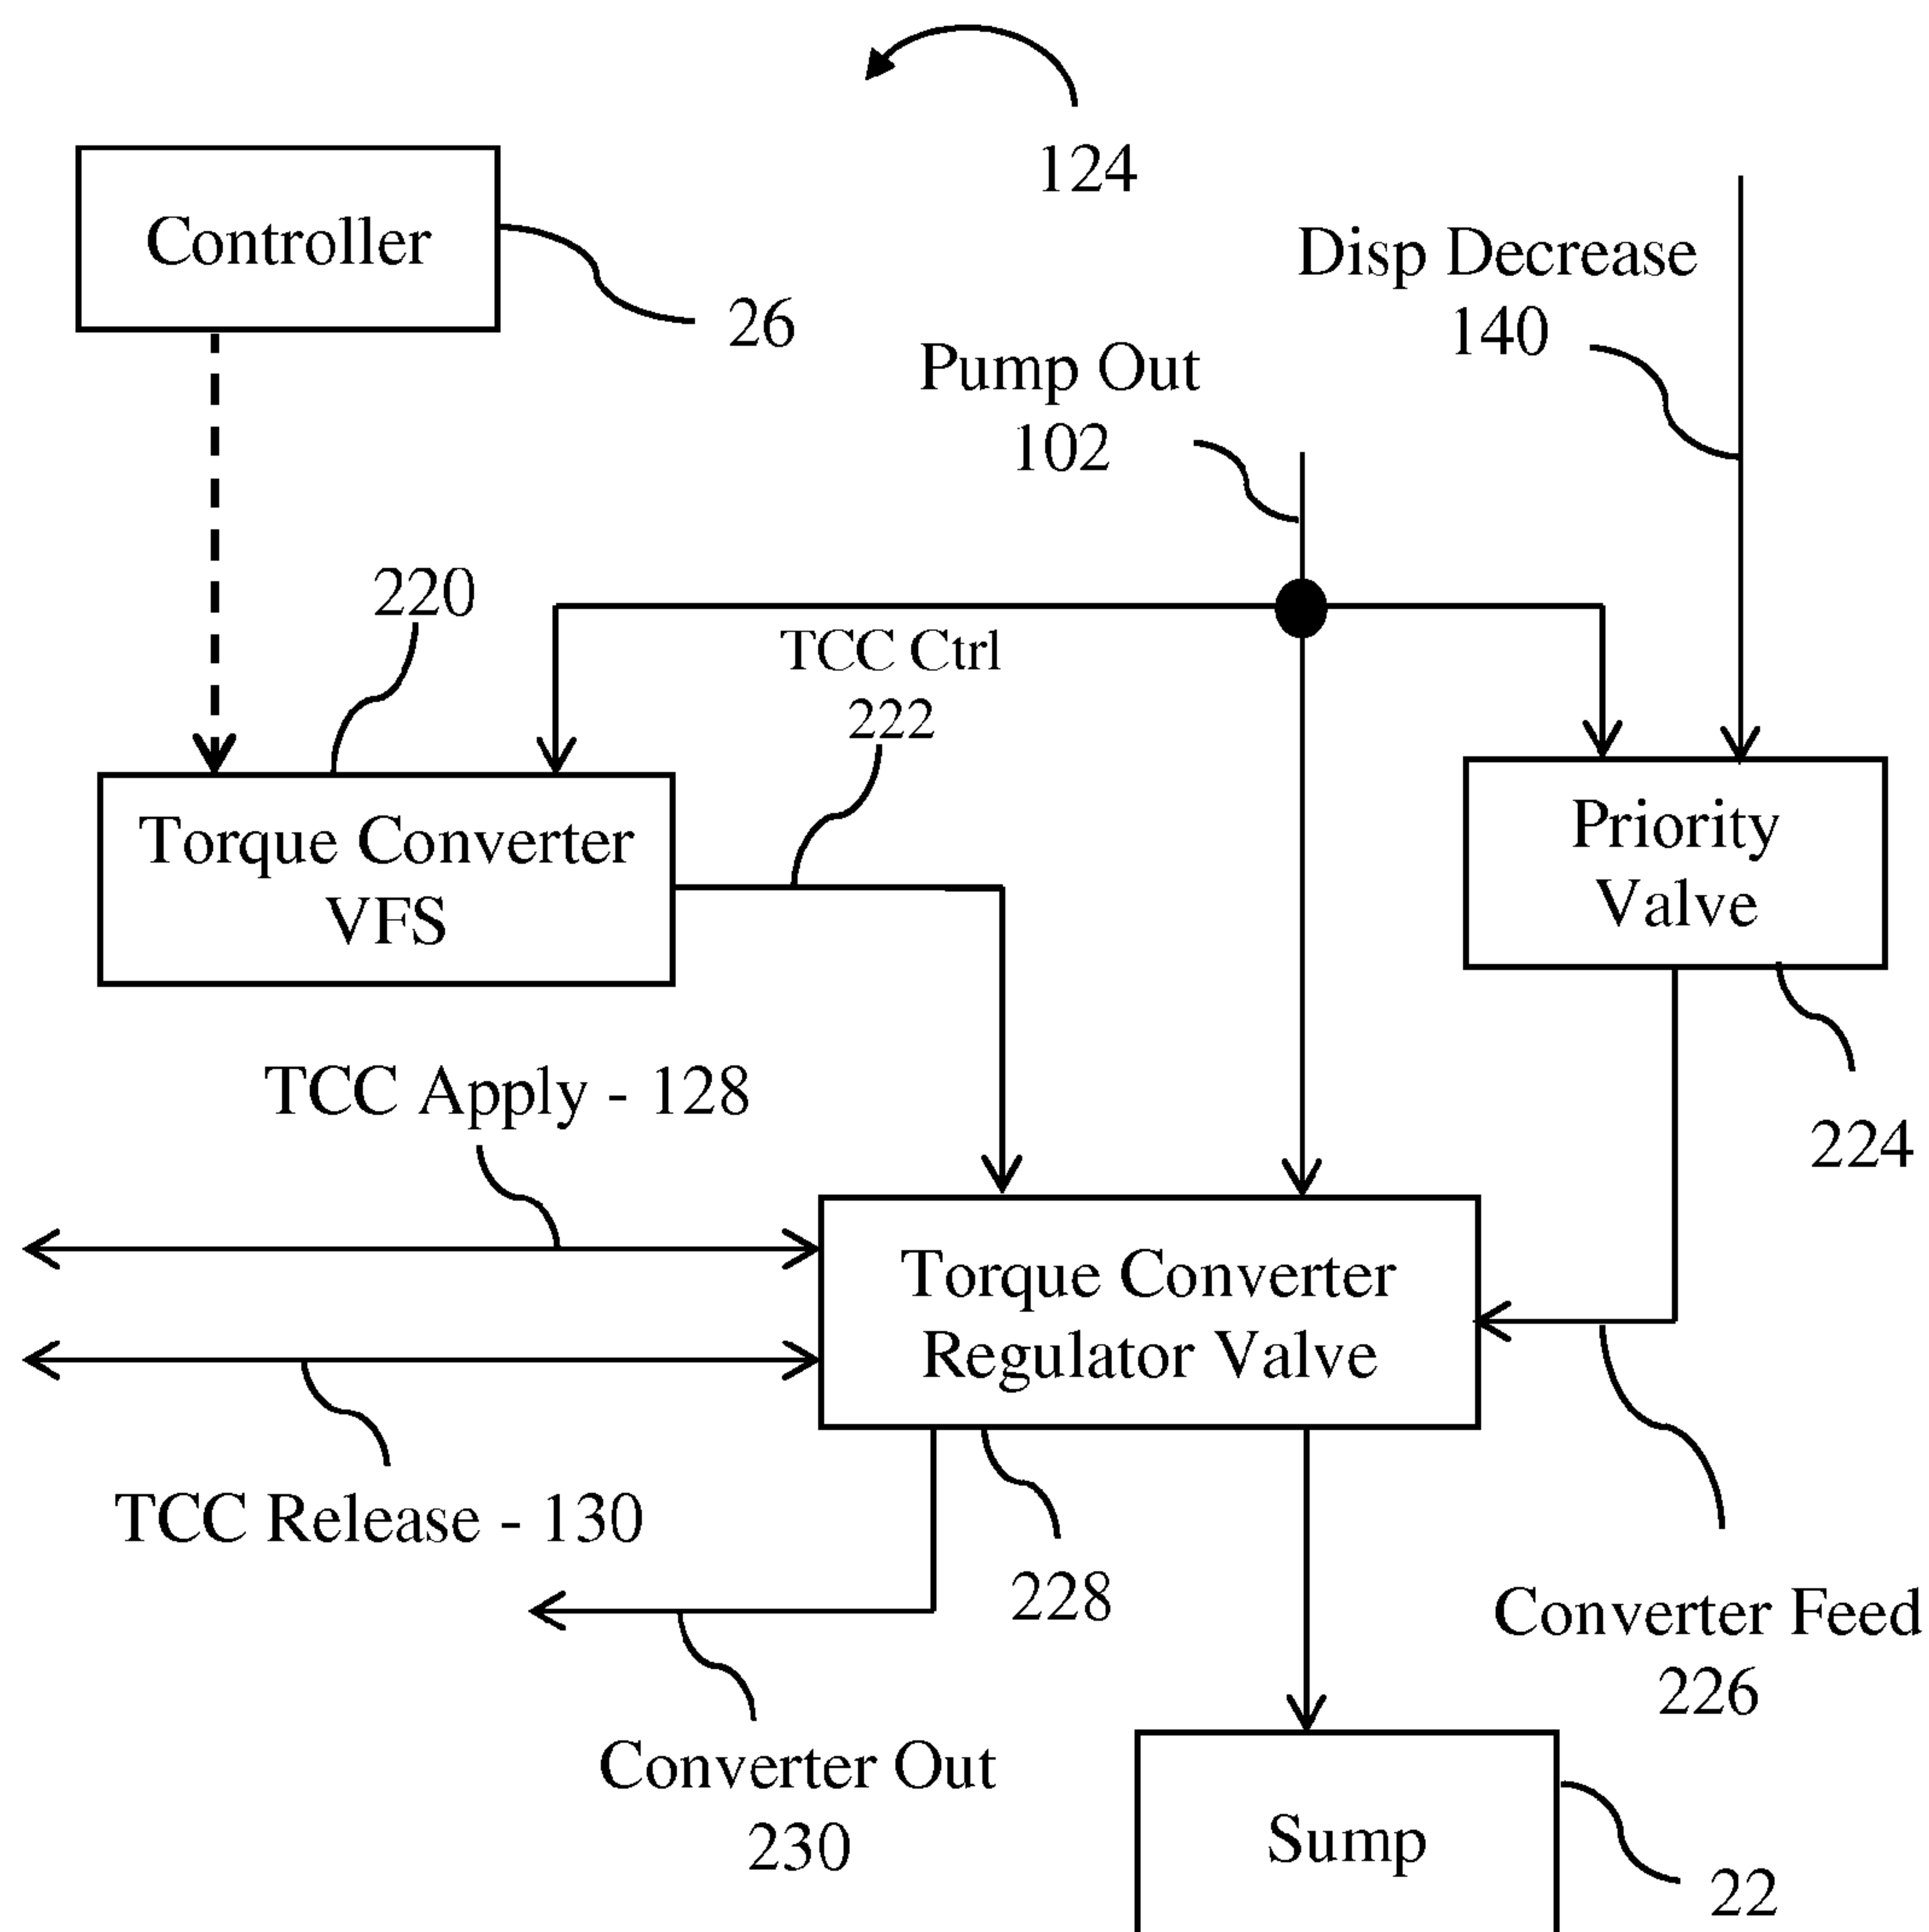 124
Controller
26
Disp Decrease
140
Pump Out
102
220
TCC Ctrl
222
Torque Converter
VFS
Priority
Valve
TCC Apply - 128
224
Torque Converter
Regulator Valve
TCC Release - 130
228
Converter Feed
226
Converter Out
230
Sump
22